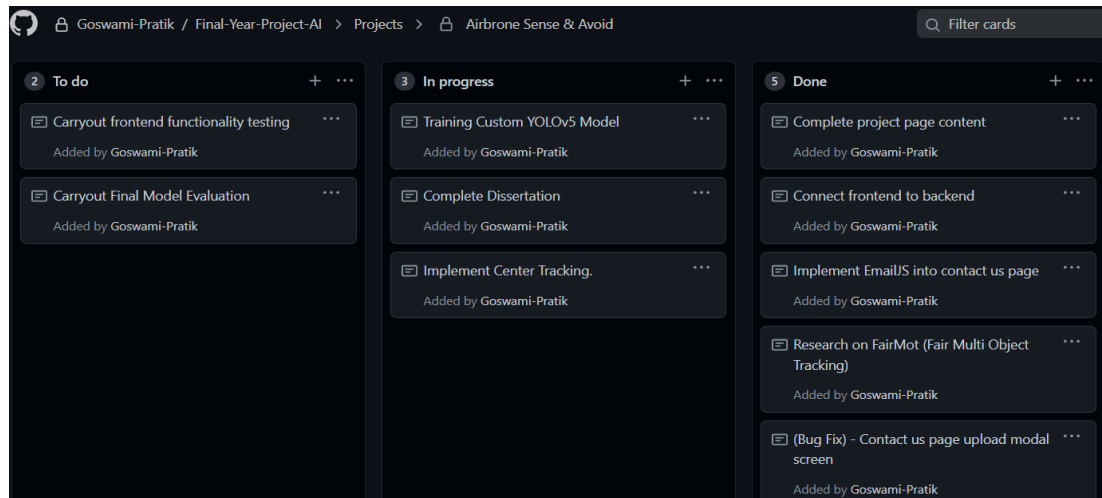 Goswami-Pratik / Final-Year-Project-AI > Projects > Airbrone Sense & Avoid
Filter cards
2 To do
Carryout frontend functionality testing
Added by Goswami-Pratik
Carryout Final Model Evaluation
Added by Goswami-Pratik
3 In progress
Training Custom YOLOv5 Model
Added by Goswami-Pratik
Complete Dissertation
Added by Goswami-Pratik
Implement Center Tracking.
Added by Goswami-Pratik
5 Done
Complete project page content
Added by Goswami-Pratik
Connect frontend to backend
Added by Goswami-Pratik
Implement EmailJS into contact us page
Added by Goswami-Pratik
Research on FairMot (Fair Multi Object
Tracking)
Added by Goswami-Pratik
(Bug Fix) - Contact us page upload modal
screen
Added by Goswami-Pratik